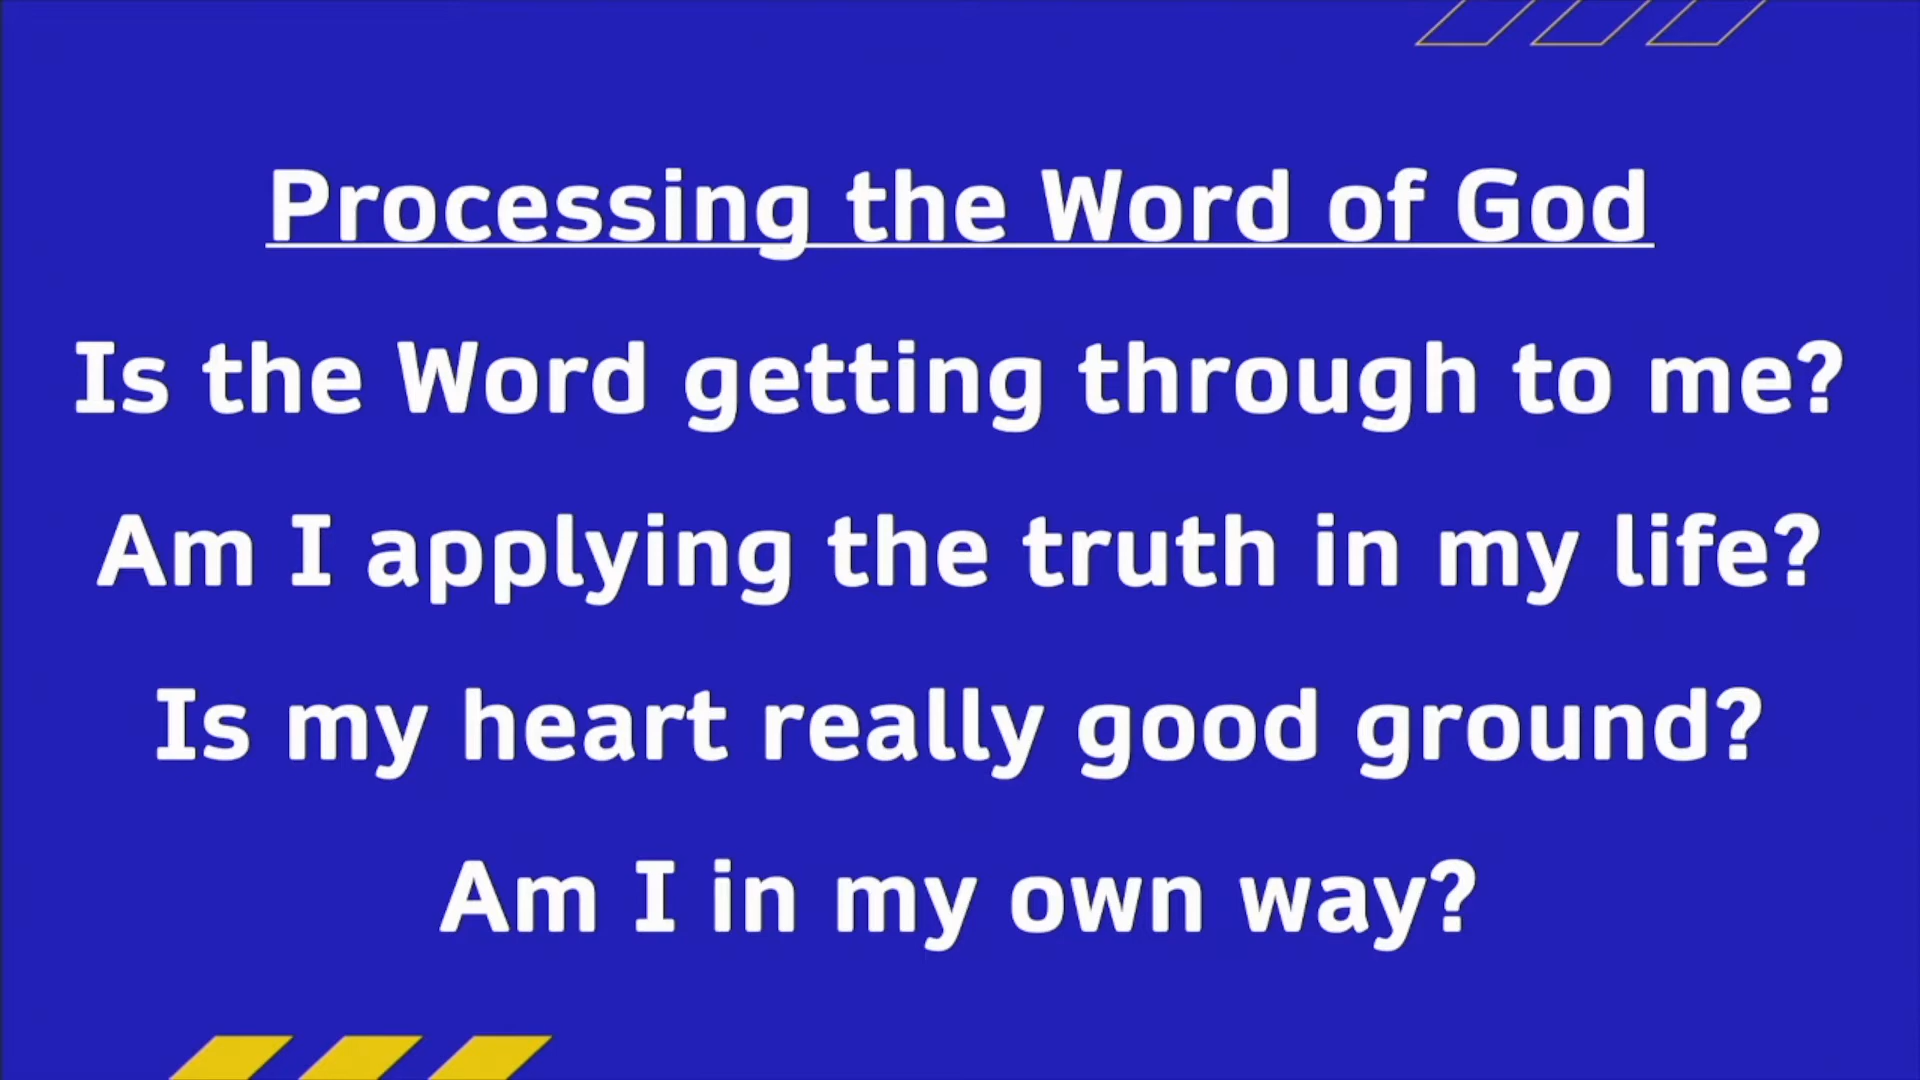 Processing the Word of God
Is the Word getting through to me?
Am I applying the truth in my life?
Is my heart really good ground?
Am I in my own way?